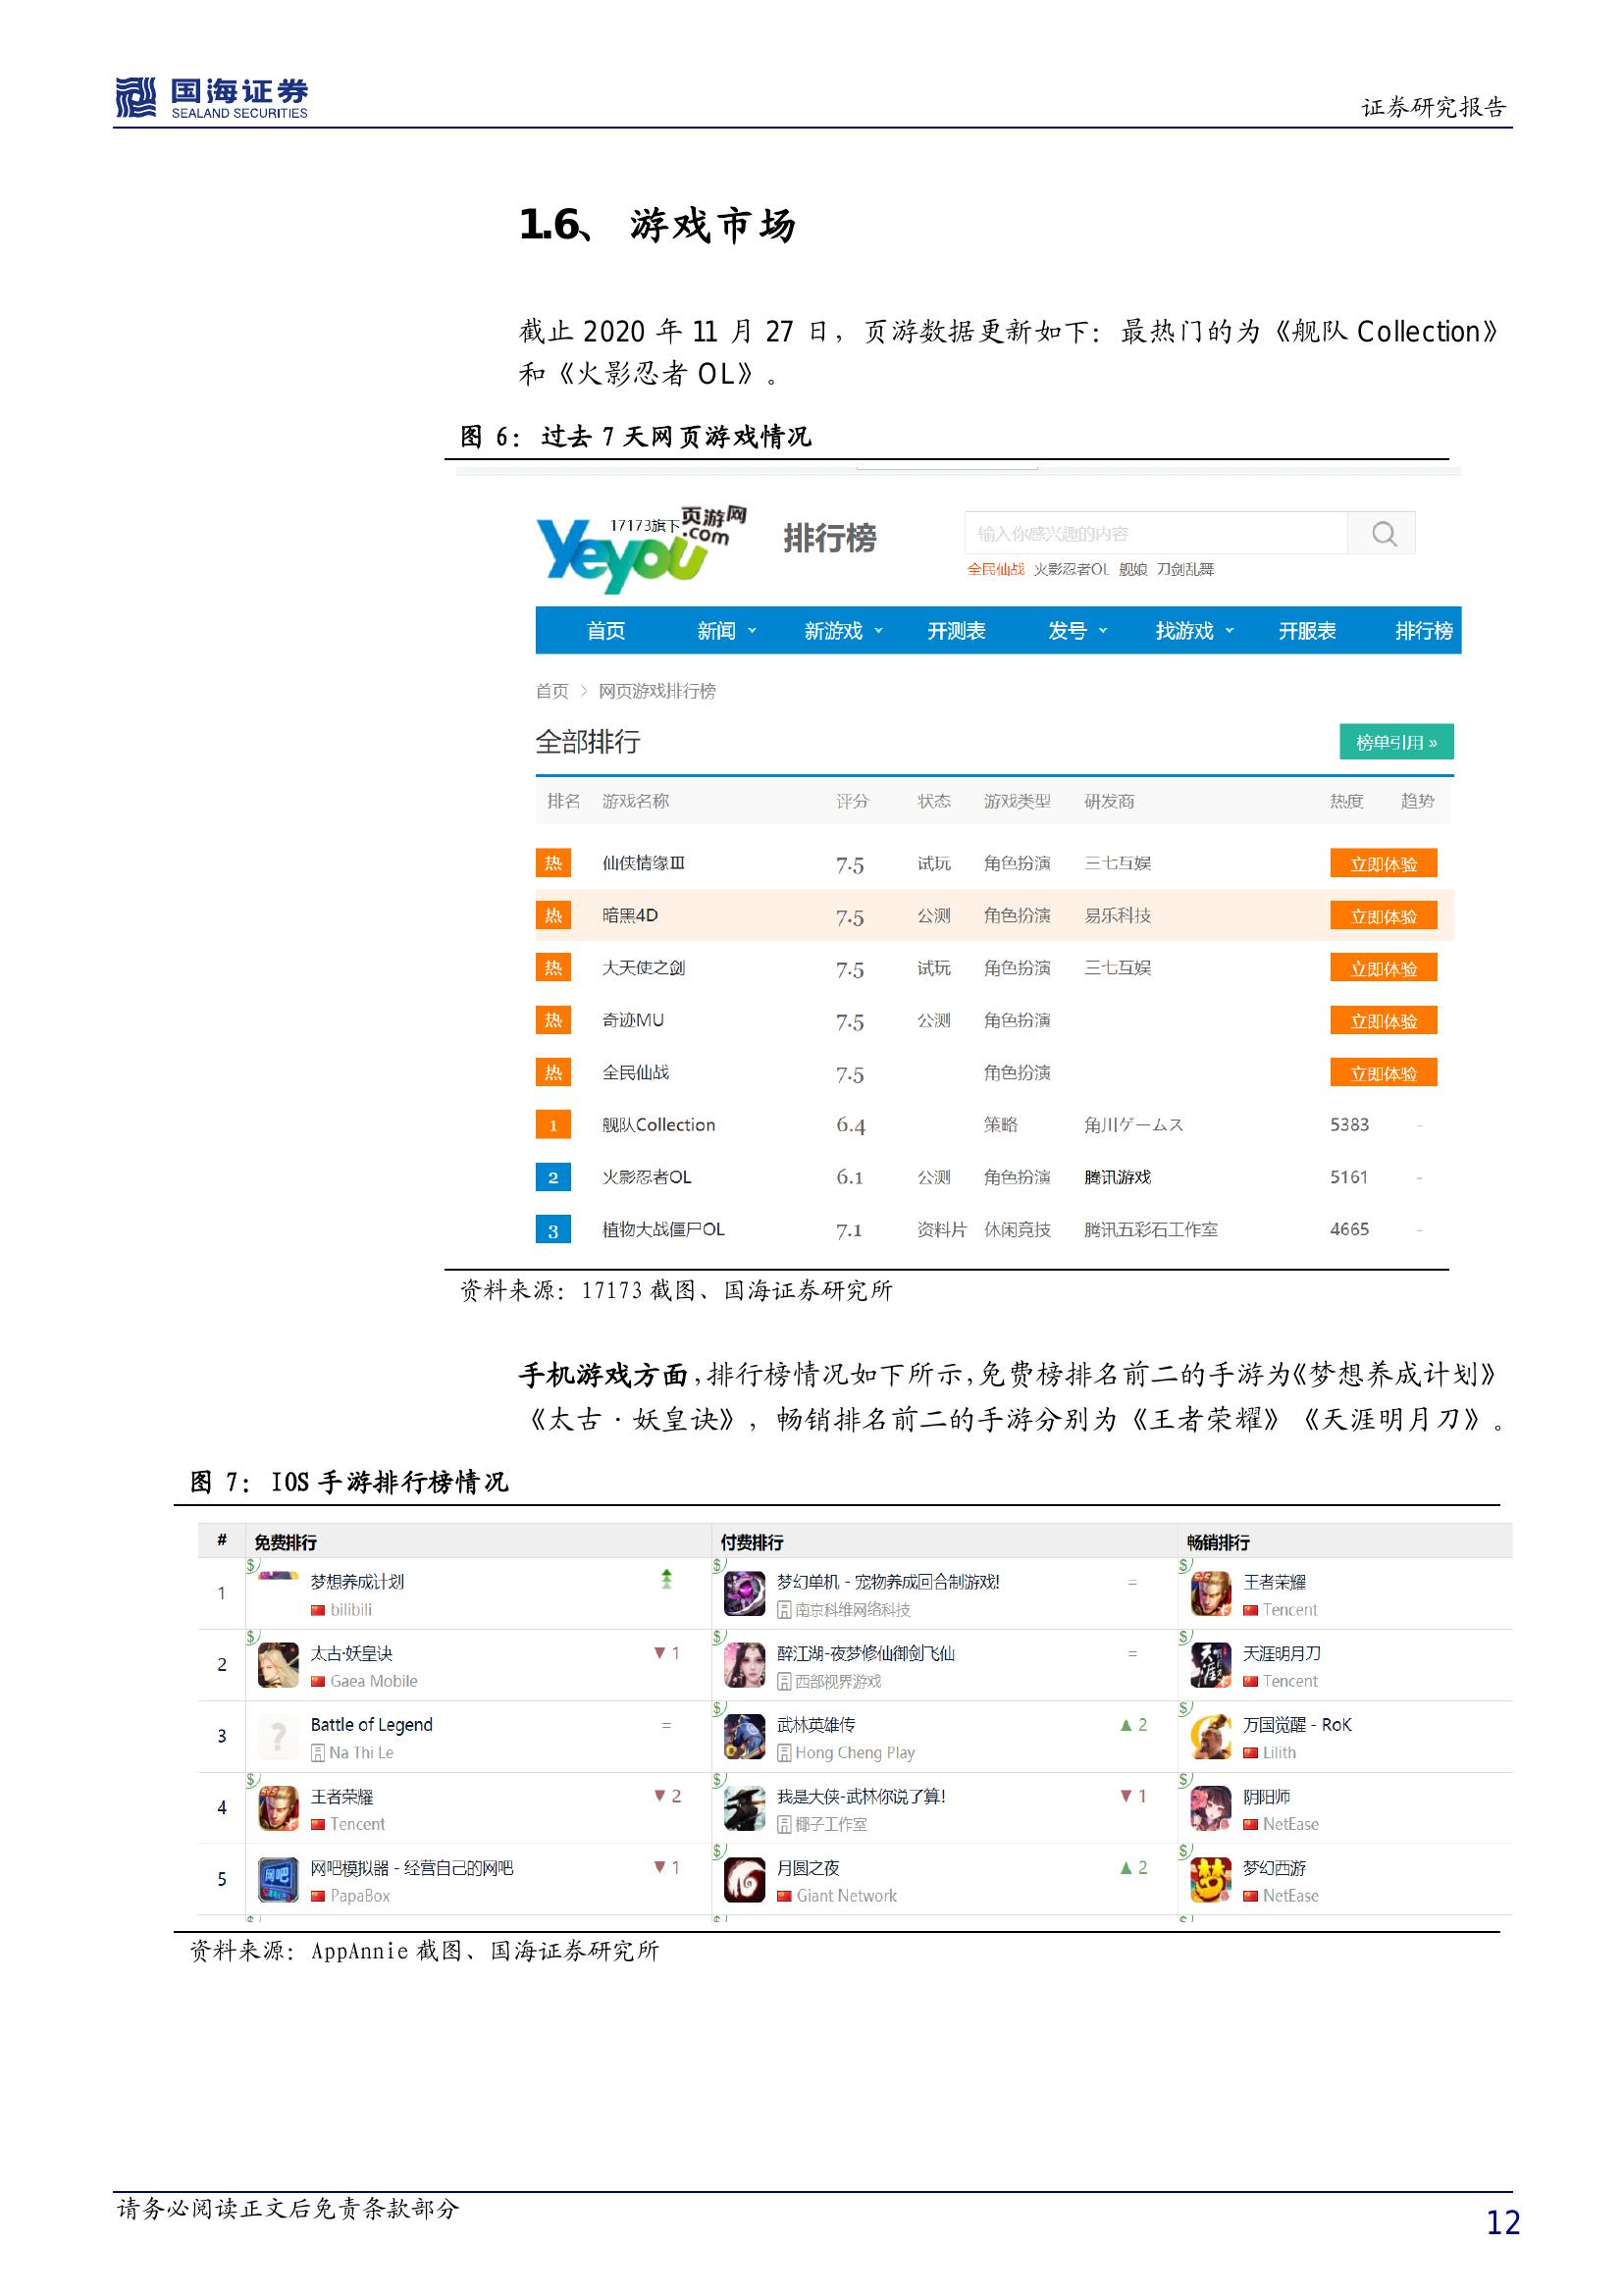 国海证券
SEALAND SECURITIES
证券研究报告
1.6、 游戏市场
截止 2020 年 11 月 27 日，页游数据更新如下：最热门的为《舰队 Collection》
和《火影忍者 OL》。
图 6：过去 7 天网页游戏情况
17173旗下页游网
Yeyou.com
排行榜
输入你感兴趣的内容
全民仙战 火影忍者OL 舰娘 刀剑乱舞
首页 新闻 新游戏 开测表 发号 找游戏 开服表 排行榜
首页 > 网页游戏排行榜
全部排行 榜单引用 »
排名 游戏名称 评分 状态 游戏类型 研发商 热度 趋势
热 仙侠情缘Ⅲ 7.5 试玩 角色扮演 三七互娱 立即体验
热 暗黑4D 7.5 公测 角色扮演 易乐科技 立即体验
热 大天使之剑 7.5 试玩 角色扮演 三七互娱 立即体验
热 奇迹MU 7.5 公测 角色扮演 立即体验
热 全民仙战 7.5 角色扮演 立即体验
1 舰队Collection 6.4 策略 角川ゲームス 5383 -
2 火影忍者OL 6.1 公测 角色扮演 腾讯游戏 5161 -
3 植物大战僵尸OL 7.1 资料片 休闲竞技 腾讯五彩石工作室 4665 -
资料来源：17173 截图、国海证券研究所
手机游戏方面，排行榜情况如下所示，免费榜排名前二的手游为《梦想养成计划》
《太古·妖皇诀》，畅销排名前二的手游分别为《王者荣耀》《天涯明月刀》。
图 7：IOS 手游排行榜情况
# 免费排行 付费排行 畅销排行
1 梦想养成计划 梦幻单机 - 宠物养成回合制游戏! = 王者荣耀
bilibili 南京科维网络科技 Tencent
2 太古·妖皇诀 ▼1 醉江湖-夜梦修仙御剑飞仙 = 天涯明月刀
Gaea Mobile 西部视界游戏 Tencent
3 Battle of Legend = 武林英雄传 ▲2 万国觉醒 - RoK
Na Thi Le Hong Cheng Play Lilith
4 王者荣耀 ▼2 我是大侠-武林你说了算! ▼1 阴阳师
Tencent 椰子工作室 NetEase
5 网吧模拟器 - 经营自己的网吧 ▼1 月圆之夜 ▲2 梦幻西游
PapaBox Giant Network NetEase
资料来源：AppAnnie 截图、国海证券研究所
请务必阅读正文后免责条款部分
12